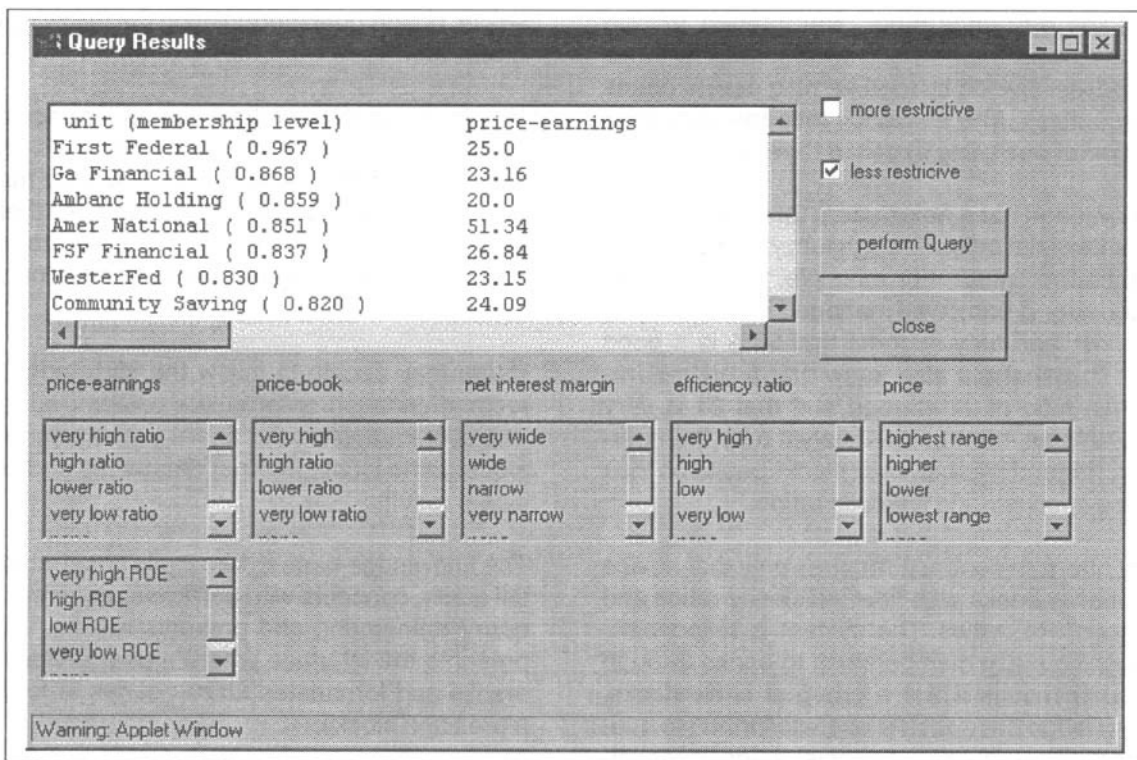 Query Results
unit (membership level) price-earnings
First Federal ( 0.967 ) 25.0
Ga Financial ( 0.868 ) 23.16
Ambanc Holding ( 0.859 ) 20.0
Amer National ( 0.851 ) 51.34
FSF Financial ( 0.837 ) 26.84
WesterFed ( 0.830 ) 23.15
Community Saving ( 0.820 ) 24.09
more restrictive
less restricive
perform Query
close
price-earnings price-book net interest margin efficiency ratio price
very high ratio very high very wide very high highest range
high ratio high ratio wide high higher
lower ratio lower ratio narrow low lower
very low ratio very low ratio very narrow very low lowest range
very high ROE
high ROE
low ROE
very low ROE
Warning: Applet Window